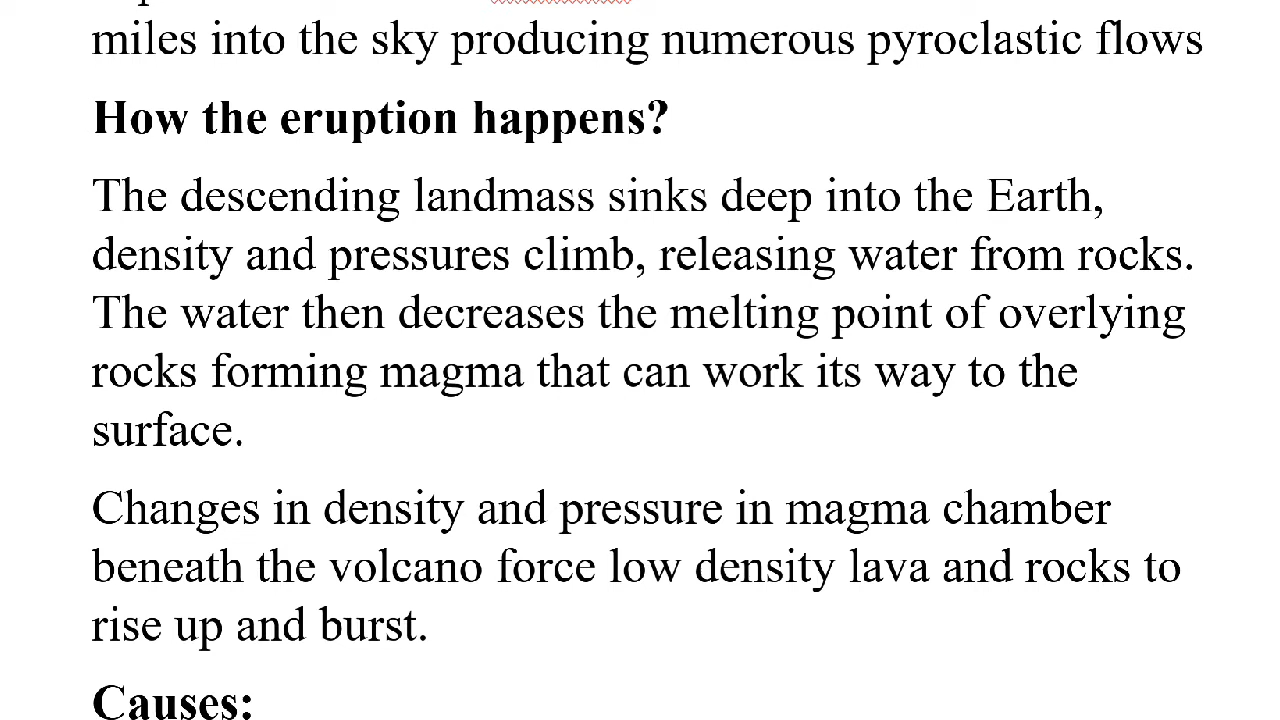 miles into the sky producing numerous pyroclastic flows
How the eruption happens?
The descending landmass sinks deep into the Earth,
density and pressures climb, releasing water from rocks.
The water then decreases the melting point of overlying
rocks forming magma that can work its way to the
surface.
Changes in density and pressure in magma chamber
beneath the volcano force low density lava and rocks to
rise up and burst.
Causes: